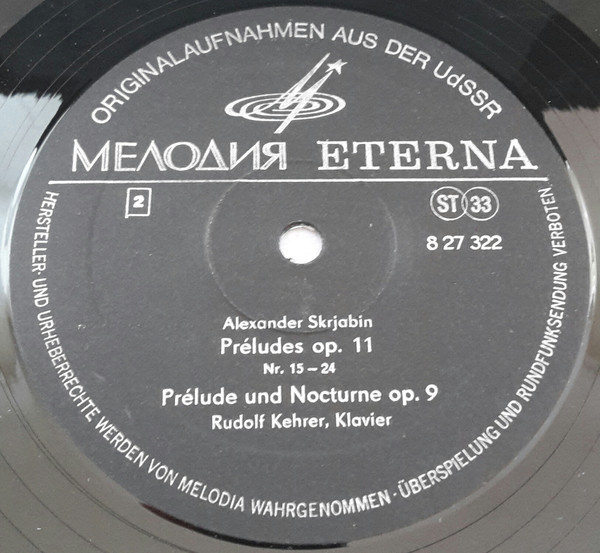 ORIGINALAUFNAHMEN AUS DER UdSSR
МЕЛОДИЯ ETERNA
2
ST 33
8 27 322
Alexander Skrjabin
Préludes op. 11
Nr. 15 – 24
Prélude und Nocturne op. 9
Rudolf Kehrer, Klavier
HERSTELLER- UND URHEBERRECHTE WERDEN VON MELODIA WAHRGENOMMEN · ÜBERSPIELUNG UND RUNDFUNKSENDUNG VERBOTEN